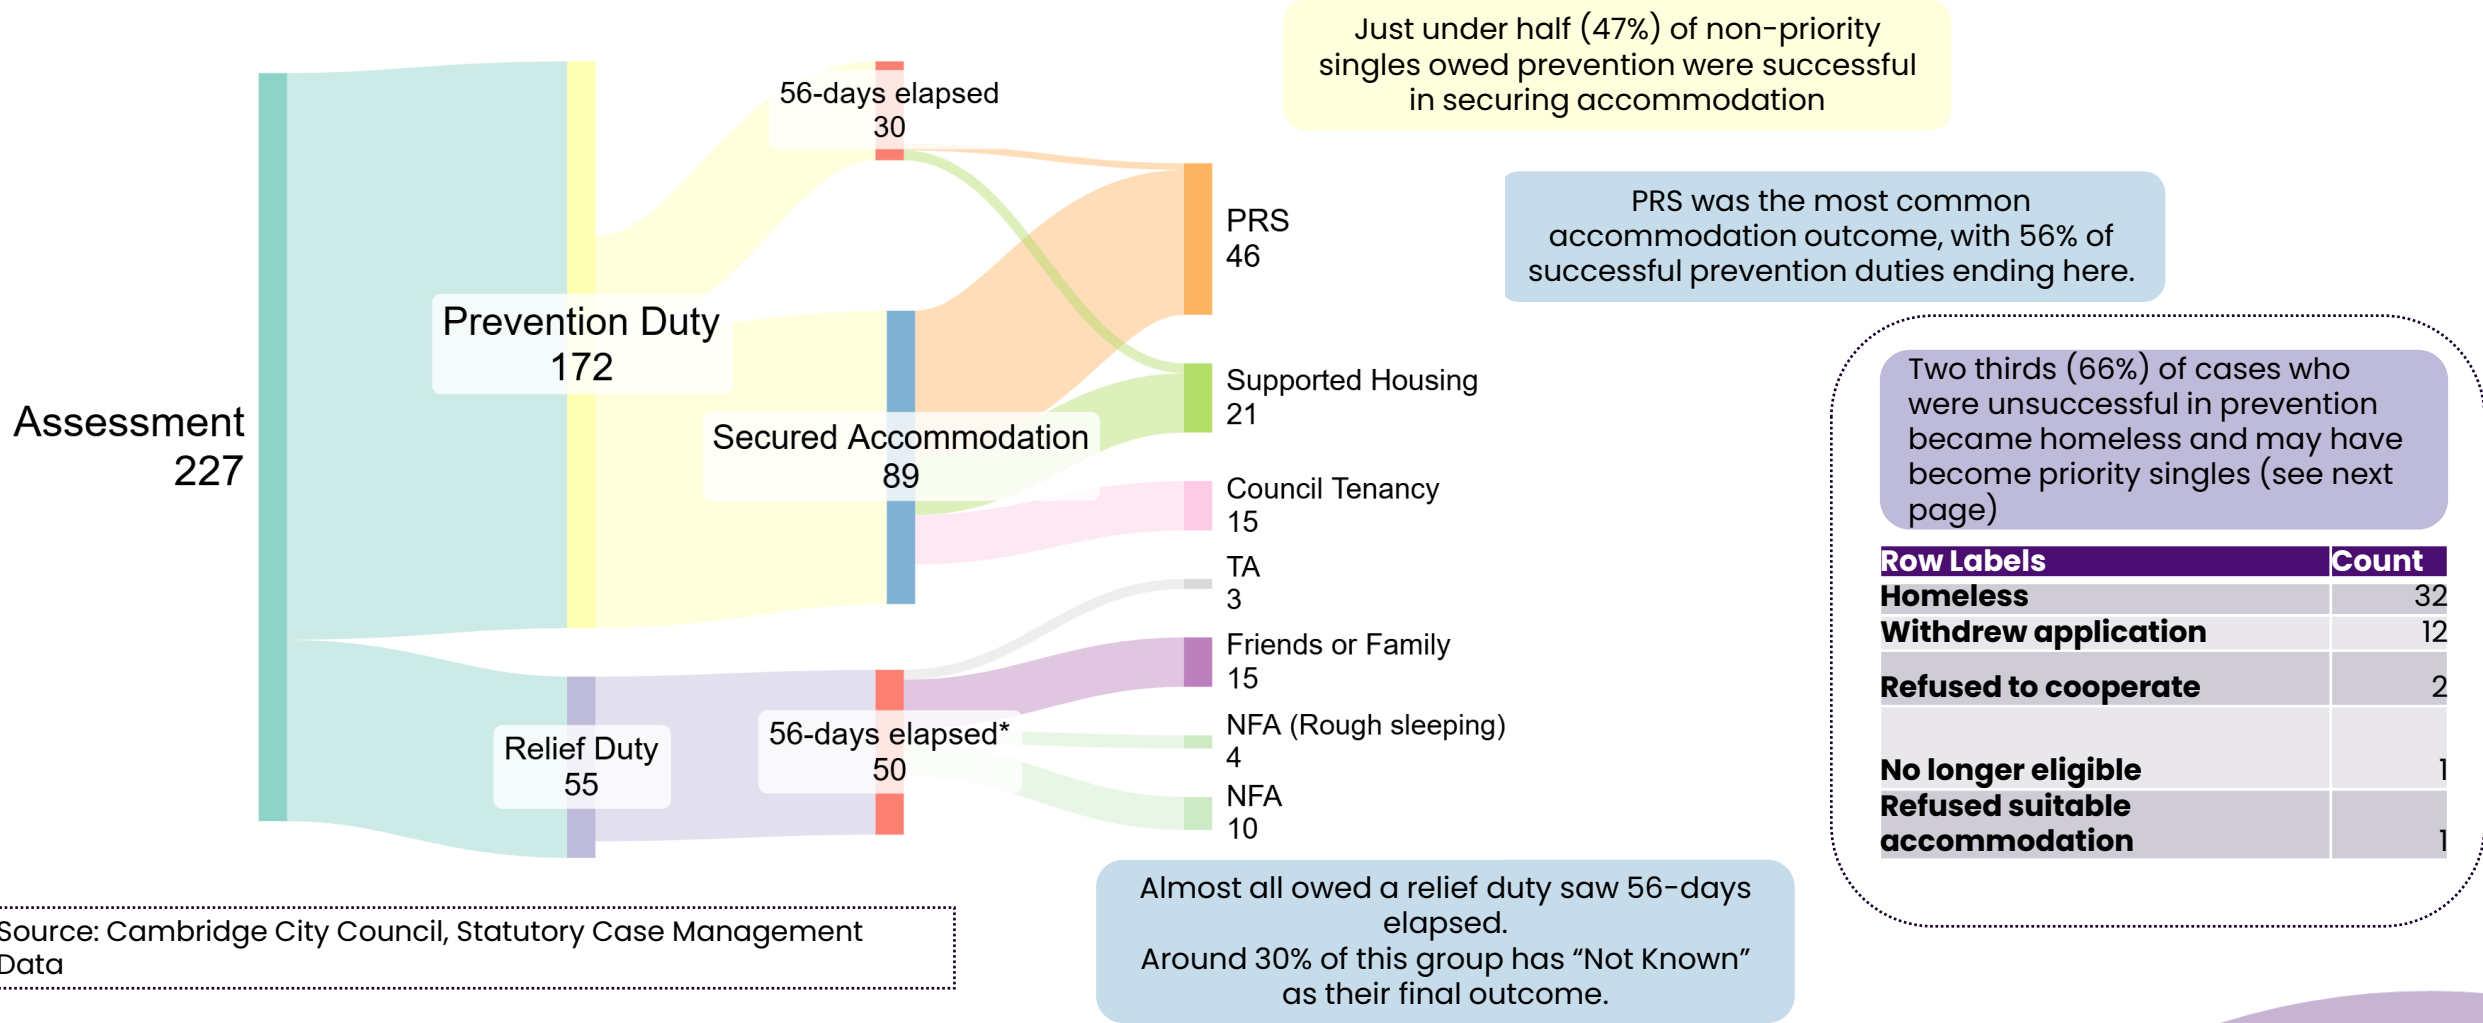 Just under half (47%) of non-priority
singles owed prevention were successful
in securing accommodation
56-days elapsed
30
PRS was the most common
accommodation outcome, with 56% of
successful prevention duties ending here.
PRS
46
Prevention Duty
172
Supported Housing
21
Assessment
227
Secured Accommodation
89
Council Tenancy
15
TA
3
Friends or Family
15
Relief Duty
55
56-days elapsed*
50
NFA (Rough sleeping)
4
NFA
10
Two thirds (66%) of cases who
were unsuccessful in prevention
became homeless and may have
become priority singles (see next
page)
Row Labels Count
Homeless 32
Withdrew application 12
Refused to cooperate 2
No longer eligible 1
Refused suitable
accommodation 1
Almost all owed a relief duty saw 56-days
elapsed.
Around 30% of this group has “Not Known”
as their final outcome.
Source: Cambridge City Council, Statutory Case Management
Data